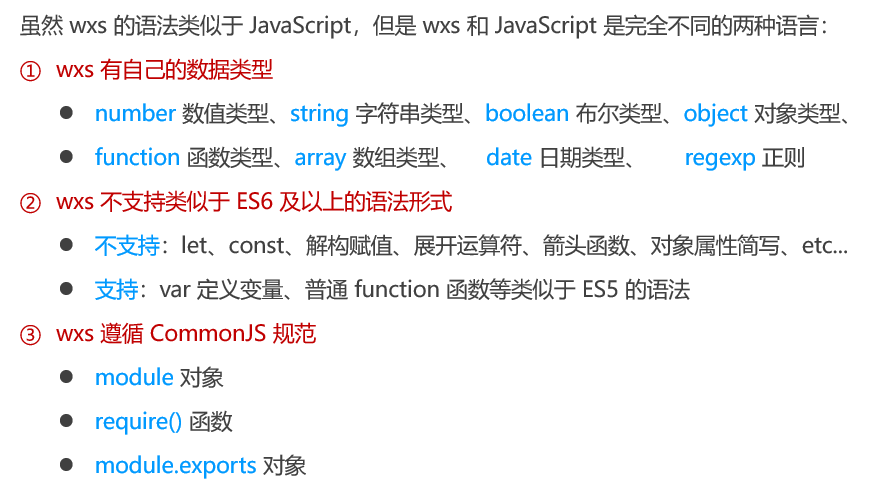 虽然 wxs 的语法类似于 JavaScript，但是 wxs 和 JavaScript 是完全不同的两种语言：
① wxs 有自己的数据类型
● number 数值类型、string 字符串类型、boolean 布尔类型、object 对象类型、
● function 函数类型、array 数组类型、 date 日期类型、 regexp 正则
② wxs 不支持类似于 ES6 及以上的语法形式
● 不支持：let、const、解构赋值、展开运算符、箭头函数、对象属性简写、etc...
● 支持：var 定义变量、普通 function 函数等类似于 ES5 的语法
③ wxs 遵循 CommonJS 规范
● module 对象
● require() 函数
● module.exports 对象